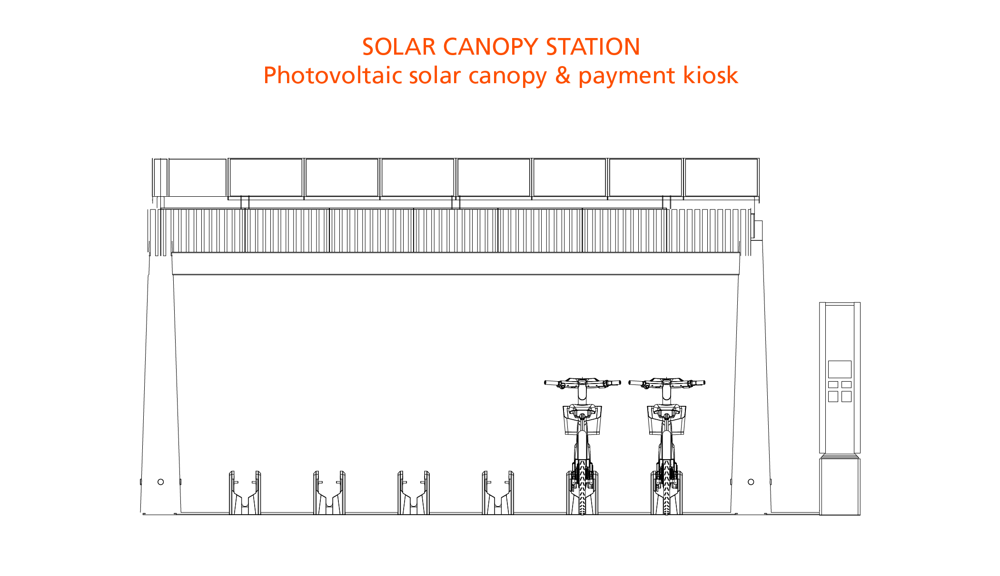 SOLAR CANOPY STATION
Photovoltaic solar canopy & payment kiosk